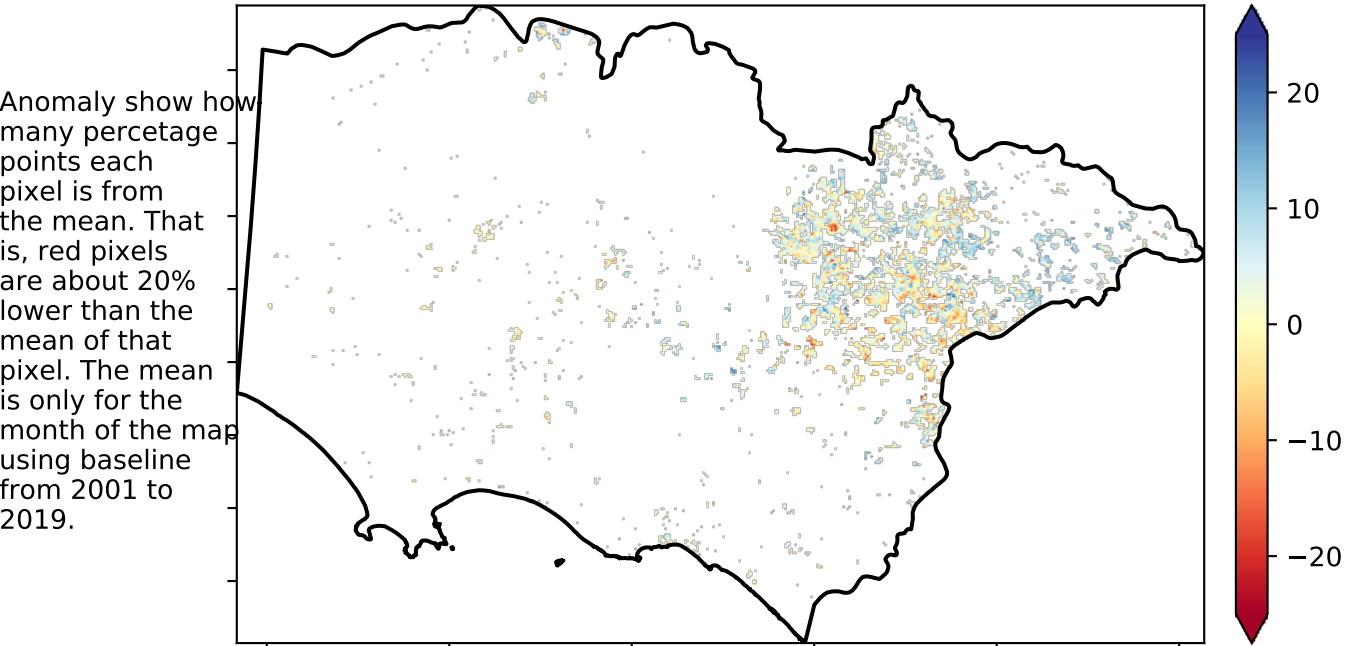 Anomaly show how
many percetage
points each
pixel is from
the mean. That
is, red pixels
are about 20%
lower than the
mean of that
pixel. The mean
is only for the
month of the map
using baseline
from 2001 to
2019.
20
10
0
−10
−20